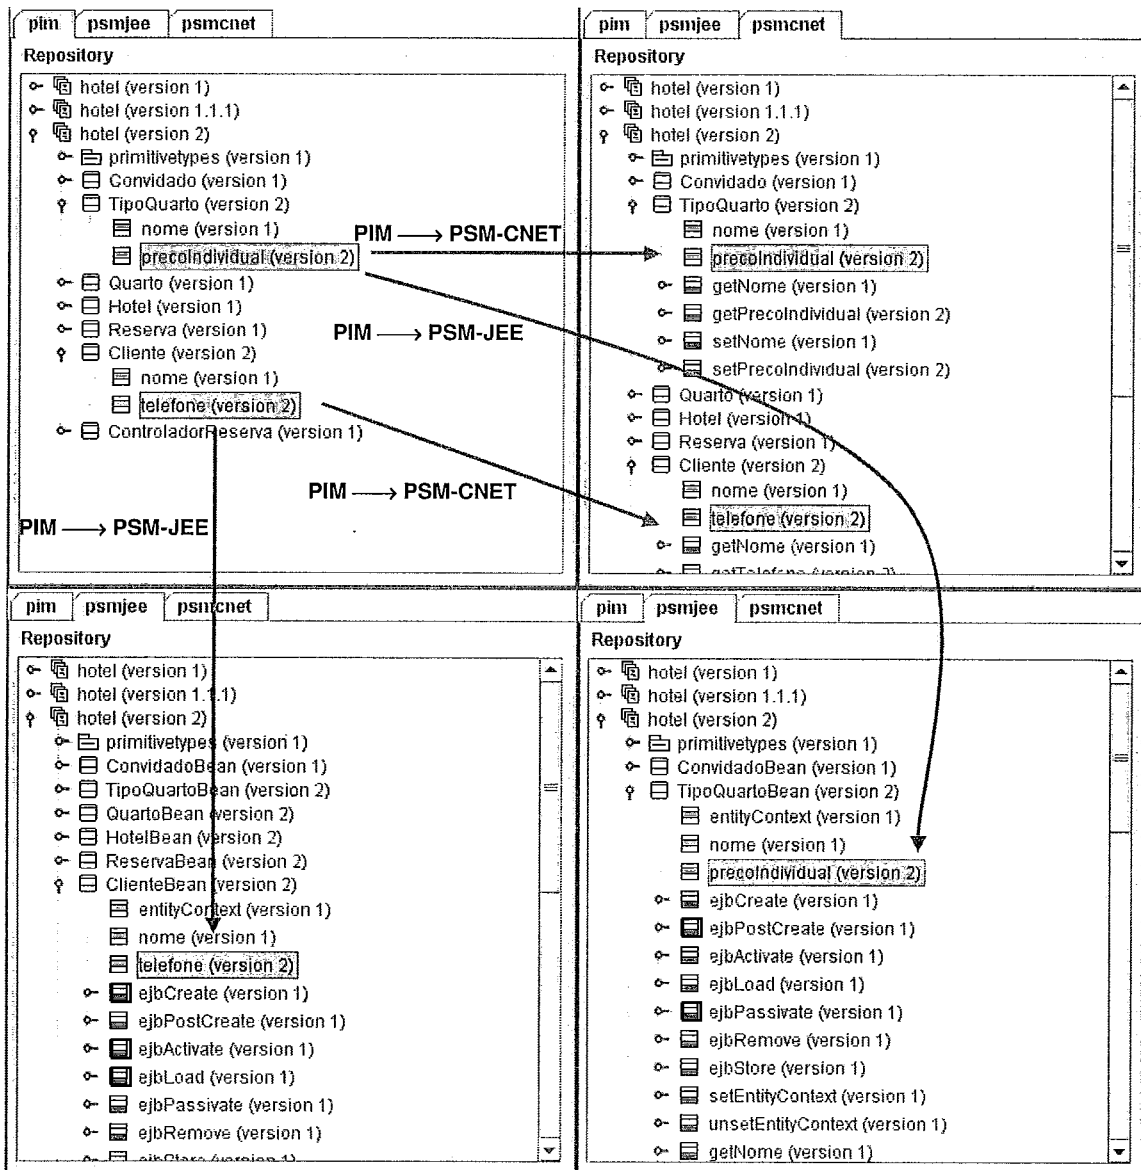 pim psmjee psmcnet
Repository
hotel (version 1)
hotel (version 1.1.1)
hotel (version 2)
primitivetypes (version 1)
Convidado (version 1)
TipoQuarto (version 2)
nome (version 1)
precoIndividual (version 2)
Quarto (version 1)
Hotel (version 1)
Reserva (version 1)
Cliente (version 2)
nome (version 1)
telefone (version 2)
ControladorReserva (version 1)
PIM → PSM-CNET
PIM → PSM-JEE
PIM → PSM-CNET
PIM → PSM-JEE
pim psmjee psmcnet
Repository
hotel (version 1)
hotel (version 1.1.1)
hotel (version 2)
primitivetypes (version 1)
Convidado (version 1)
TipoQuarto (version 2)
nome (version 1)
precoIndividual (version 2)
getNome (version 1)
getPrecoIndividual (version 2)
setNome (version 1)
setPrecoIndividual (version 2)
Quarto (version 1)
Hotel (version 1)
Reserva (version 1)
Cliente (version 2)
nome (version 1)
telefone (version 2)
getNome (version 1)
getTelefone (version 2)
pim psmjee psmcnet
Repository
hotel (version 1)
hotel (version 1.1.1)
hotel (version 2)
primitivetypes (version 1)
ConvidadoBean (version 1)
TipoQuartoBean (version 2)
QuartoBean (version 2)
HotelBean (version 2)
ReservaBean (version 2)
ClienteBean (version 2)
entityContext (version 1)
nome (version 1)
telefone (version 2)
ejbCreate (version 1)
ejbPostCreate (version 1)
ejbActivate (version 1)
ejbLoad (version 1)
ejbPassivate (version 1)
ejbRemove (version 1)
ejbStore (version 1)
pim psmjee psmcnet
Repository
hotel (version 1)
hotel (version 1.1.1)
hotel (version 2)
primitivetypes (version 1)
ConvidadoBean (version 1)
TipoQuartoBean (version 2)
entityContext (version 1)
nome (version 1)
precoIndividual (version 2)
ejbCreate (version 1)
ejbPostCreate (version 1)
ejbActivate (version 1)
ejbLoad (version 1)
ejbPassivate (version 1)
ejbRemove (version 1)
ejbStore (version 1)
setEntityContext (version 1)
unsetEntityContext (version 1)
getNome (version 1)